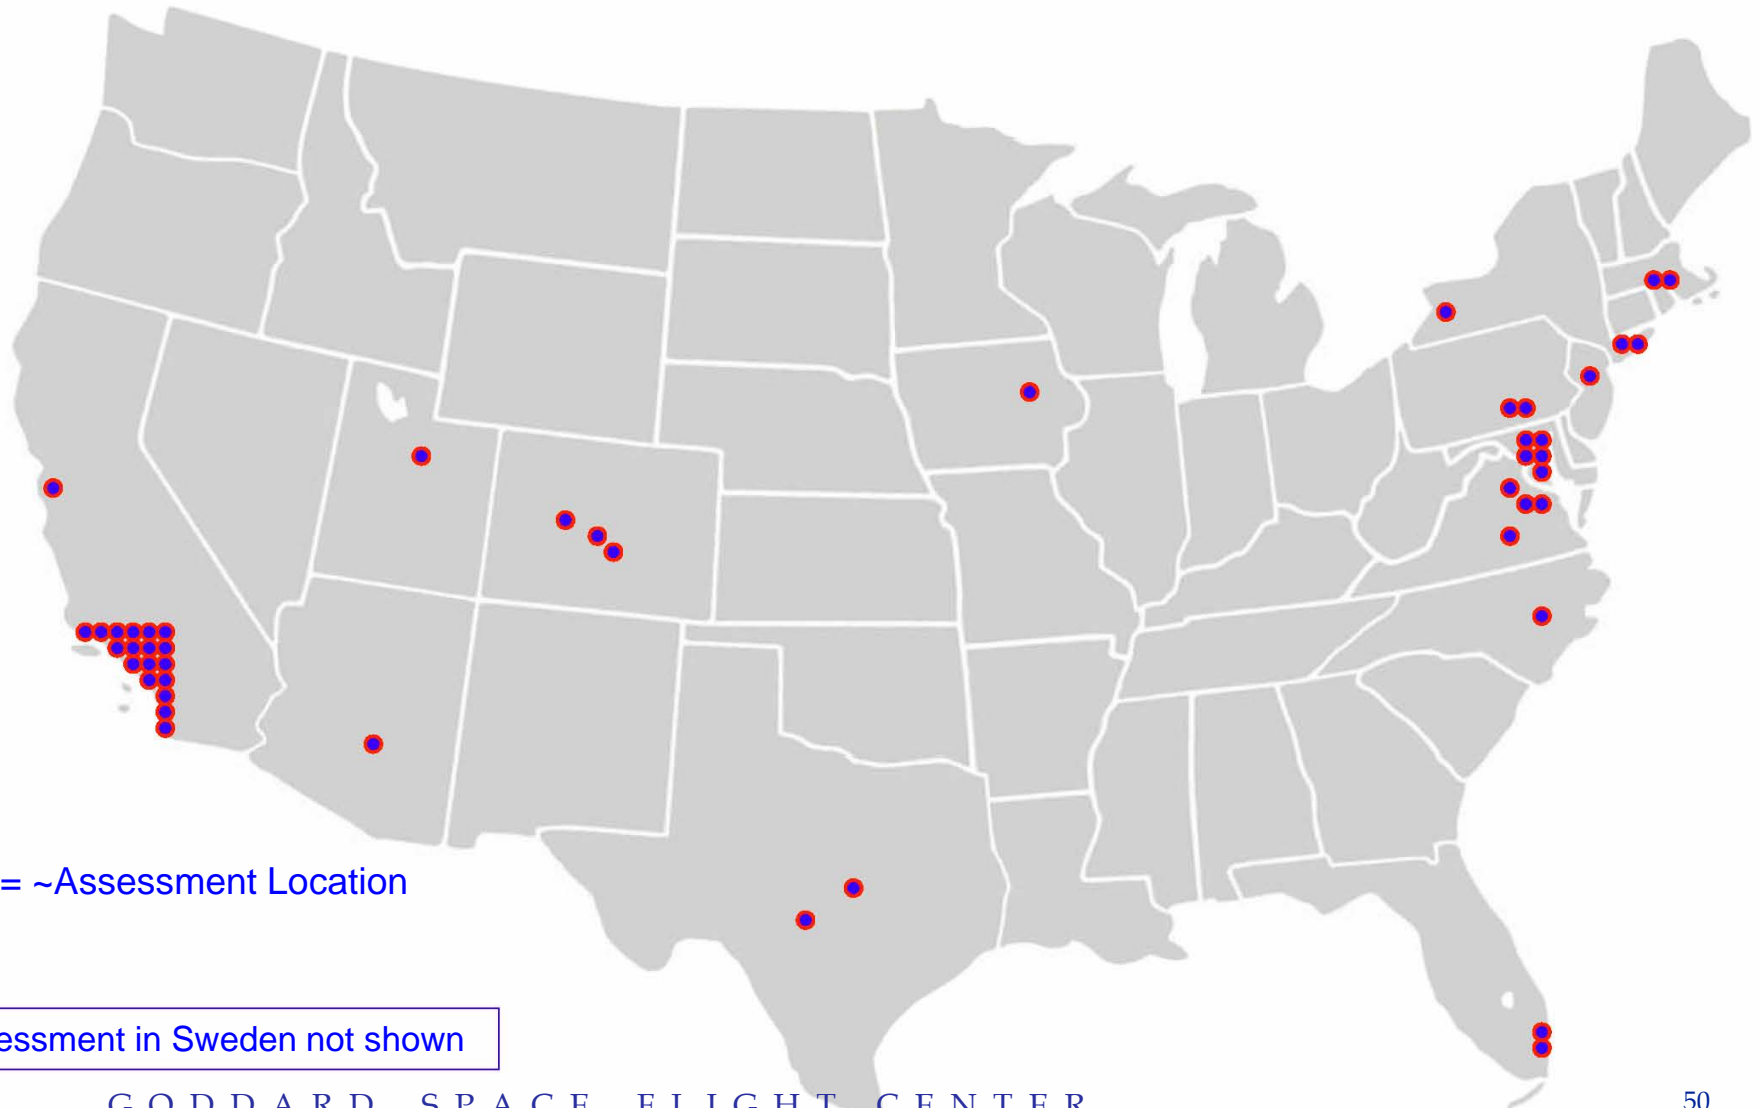 = ~Assessment Location
essment in Sweden not shown
GODDARD SPACE FLIGHT CENTER
50